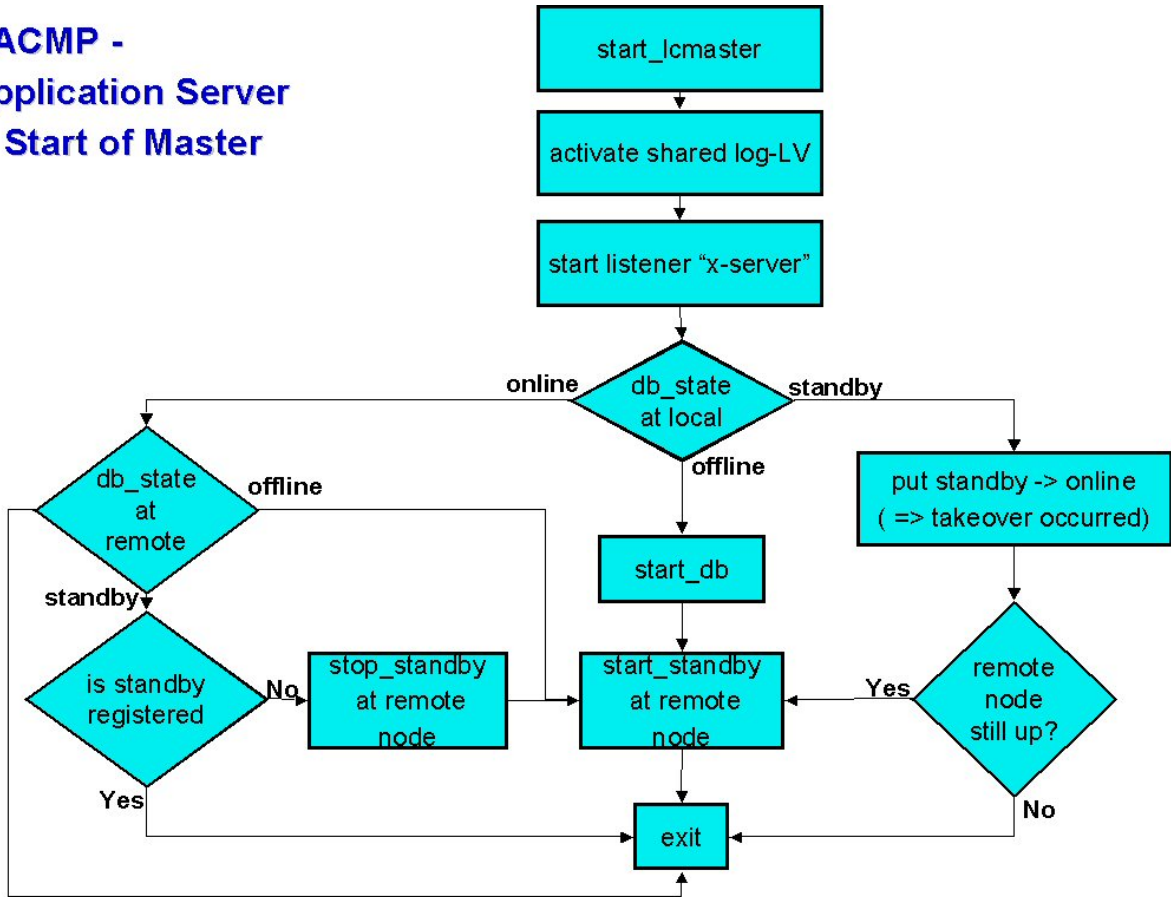 ACMP -
pplication Server
Start of Master
start_lcmaster
activate shared log-LV
start listener “x-server”
online
db_state
at local
standby
offline
db_state
at
remote
offline
put standby -> online
( => takeover occurred)
start_db
standby
is standby
registered
No
stop_standby
at remote
node
start_standby
at remote
node
Yes
remote
node
still up?
Yes
No
exit